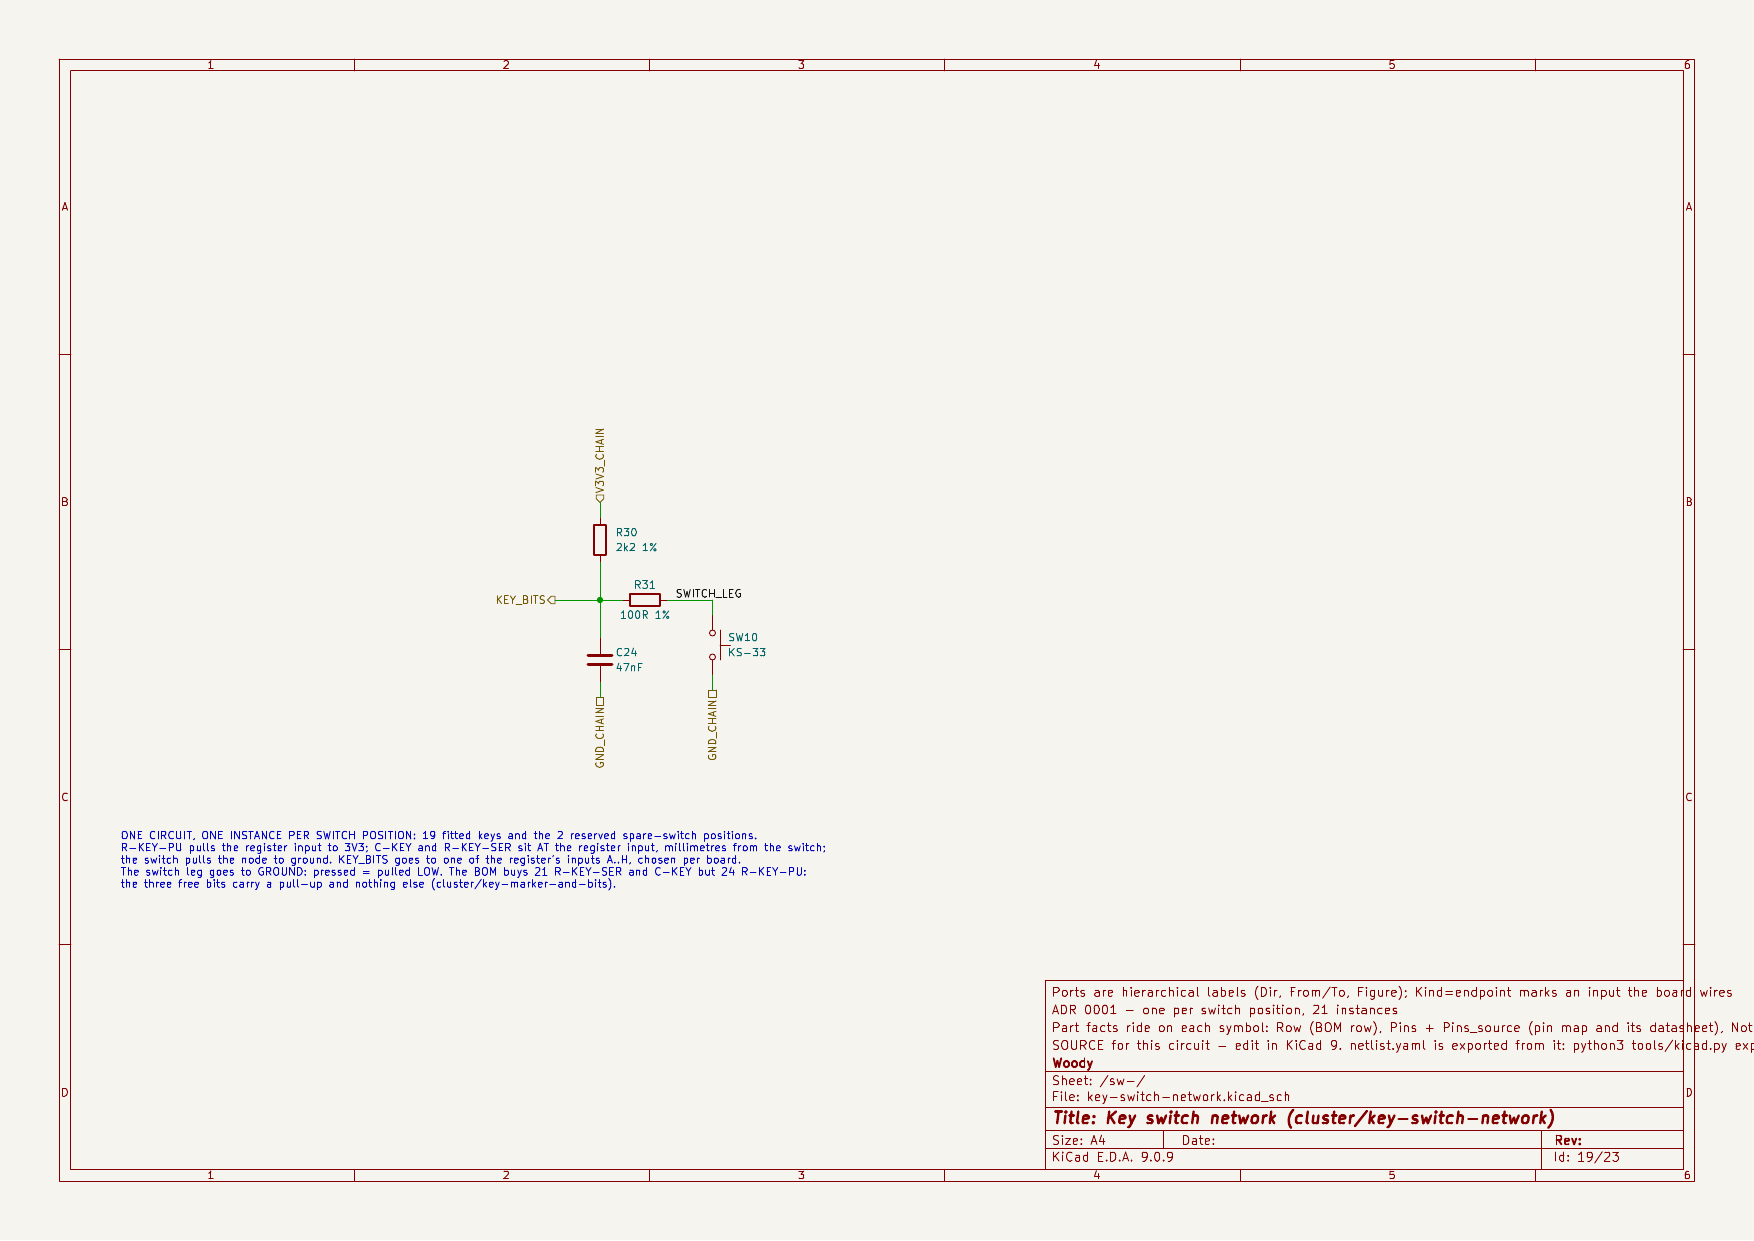 1 2 3 4 5 6
A A
B B
C C
D D
V3V3_CHAIN
R30
2k2 1%
KEY_BITS
R31
100R 1%
SWITCH_LEG
SW10
KS-33
C24
47nF
GND_CHAIN
GND_CHAIN
ONE CIRCUIT, ONE INSTANCE PER SWITCH POSITION: 19 fitted keys and the 2 reserved spare-switch positions.
R-KEY-PU pulls the register input to 3V3; C-KEY and R-KEY-SER sit AT the register input, millimetres from the switch;
the switch pulls the node to ground. KEY_BITS goes to one of the register's inputs A..H, chosen per board.
The switch leg goes to GROUND: pressed = pulled LOW. The BOM buys 21 R-KEY-SER and C-KEY but 24 R-KEY-PU:
the three free bits carry a pull-up and nothing else (cluster/key-marker-and-bits).
Ports are hierarchical labels (Dir, From/To, Figure); Kind=endpoint marks an input the board wires
ADR 0001 - one per switch position, 21 instances
Part facts ride on each symbol: Row (BOM row), Pins + Pins_source (pin map and its datasheet), Not
SOURCE for this circuit - edit in KiCad 9. netlist.yaml is exported from it: python3 tools/kicad.py exp
Woody
Sheet: /sw-/
File: key-switch-network.kicad_sch
Title: Key switch network (cluster/key-switch-network)
Size: A4 Date: Rev:
KiCad E.D.A. 9.0.9 Id: 19/23
1 2 3 4 5 6